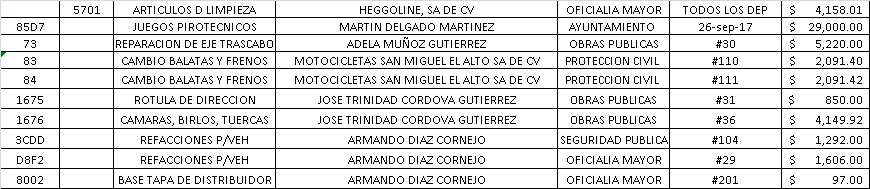 5701 ARTICULOS D LIMPIEZA HEGGOLINE, SA DE CV OFICIALIA MAYOR TODOS LOS DEP $ 4,158.01
85D7 JUEGOS PIROTECNICOS MARTIN DELGADO MARTINEZ AYUNTAMIENTO 26-sep-17 $ 29,000.00
73 REPARACION DE EJE TRASCABO ADELA MUÑOZ GUTIERREZ OBRAS PUBLICAS #30 $ 5,220.00
83 CAMBIO BALATAS Y FRENOS MOTOCICLETAS SAN MIGUEL EL ALTO SA DE CV PROTECCION CIVIL #110 $ 2,091.40
84 CAMBIO BALATAS Y FRENOS MOTOCICLETAS SAN MIGUEL EL ALTO SA DE CV PROTECCION CIVIL #111 $ 2,091.42
1675 ROTULA DE DIRECCION JOSE TRINIDAD CORDOVA GUTIERREZ OBRAS PUBLICAS #31 $ 850.00
1676 CAMARAS, BIRLOS, TUERCAS JOSE TRINIDAD CORDOVA GUTIERREZ OBRAS PUBLICAS #36 $ 4,149.92
3CDD REFACCIONES P/VEH ARMANDO DIAZ CORNEJO SEGURIDAD PUBLICA #104 $ 1,292.00
D8F2 REFACCIONES P/VEH ARMANDO DIAZ CORNEJO OFICIALIA MAYOR #29 $ 1,606.00
8002 BASE TAPA DE DISTRIBUIDOR ARMANDO DIAZ CORNEJO OFICIALIA MAYOR #201 $ 97.00